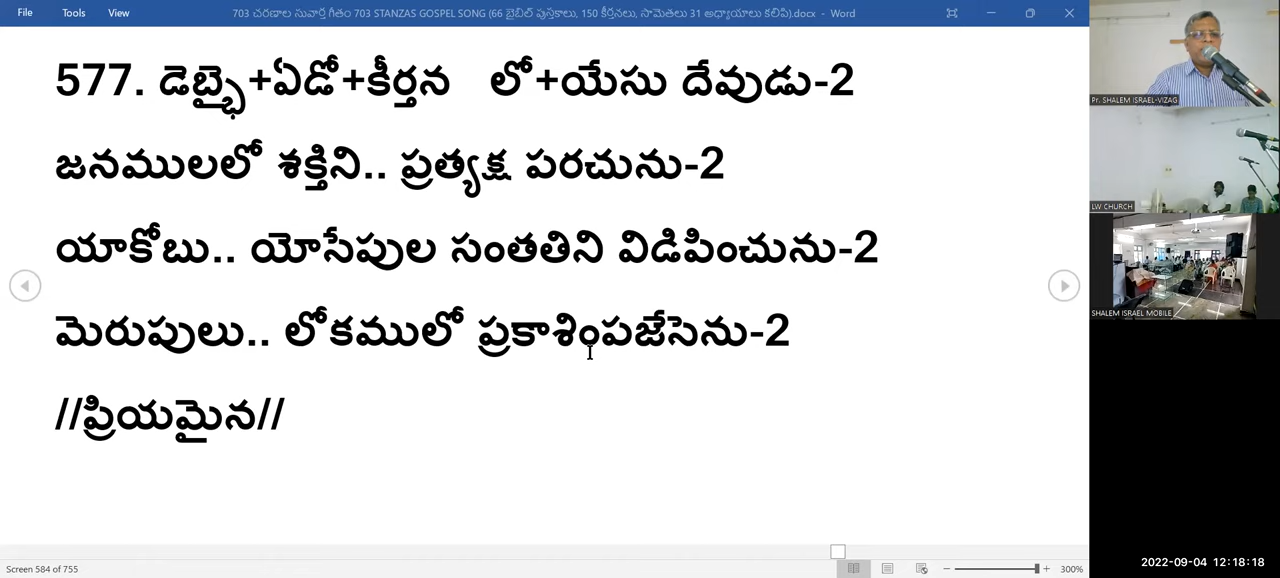 File Tools View 703 చరణాల సువార్త గీతం 703 STANZAS GOSPEL SONG (66 బైబిల్ పుస్తకాలు, 150 కీర్తనలు, సామెతలు 31 అధ్యాయాలు కలిపి).docx - Word
577. డెబ్భై+ఏడో+కీర్తన లో+యేసు దేవుడు-2
జనములలో శక్తిని.. ప్రత్యక్ష పరచును-2
యాకోబు.. యోసేపుల సంతతిని విడిపించును-2
మెరుపులు.. లోకములో ప్రకాశింపజేసెను-2
//ప్రియమైన//
Pr. SHALEM ISRAEL-VIZAG
LW CHURCH
SHALEM ISRAEL MOBILE
2022-09-04 12:18:18
Screen 584 of 755
300%